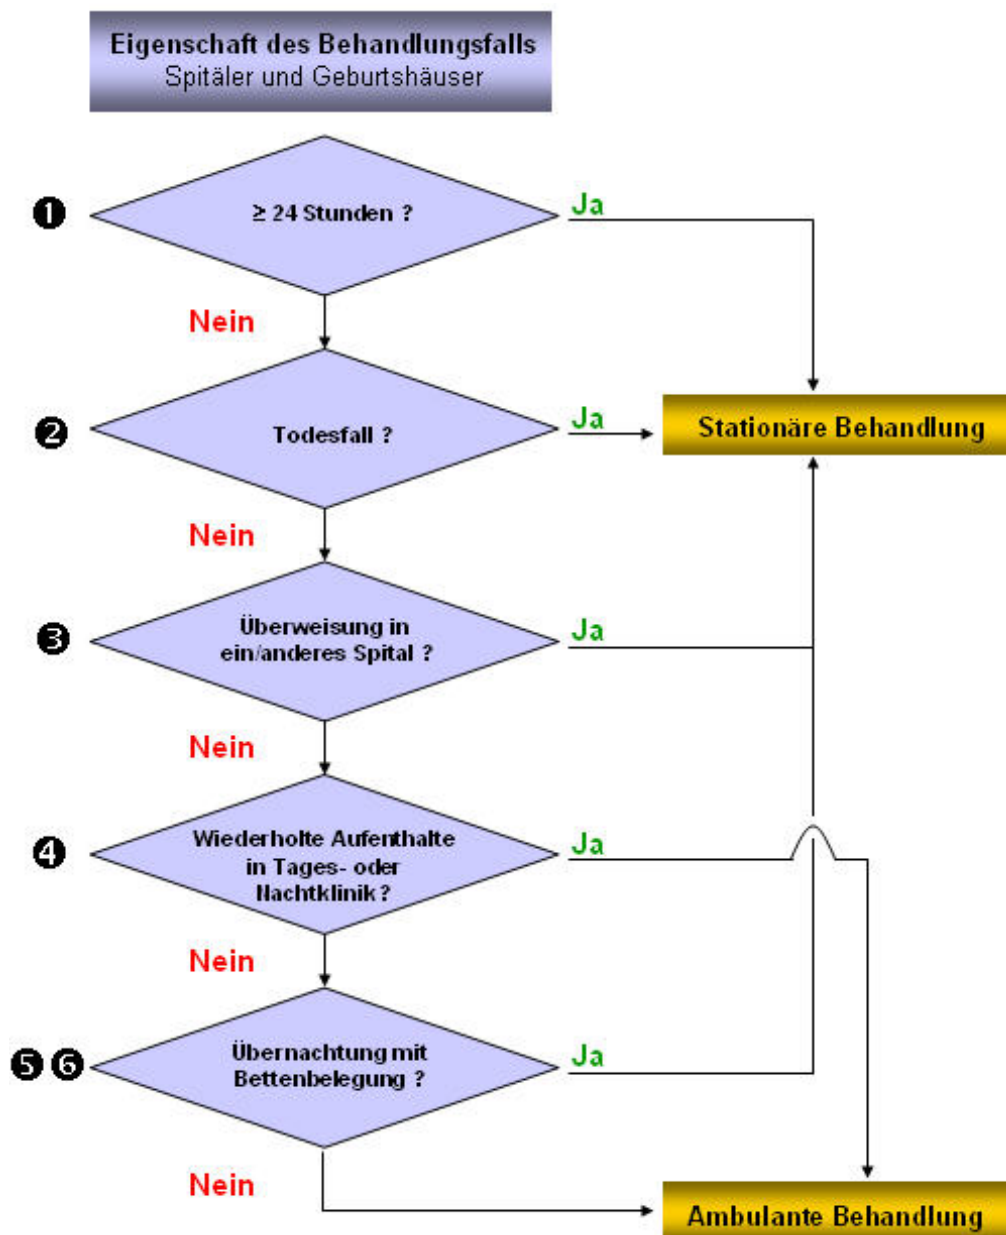 Eigenschaft des Behandlungsfalls
Spitäler und Geburtshäuser
❶
≥ 24 Stunden ?
Ja
Nein
❷
Todesfall ?
Ja
Stationäre Behandlung
Nein
❸
Überweisung in
ein/anderes Spital ?
Ja
Nein
❹
Wiederholte Aufenthalte
in Tages- oder
Nachtklinik ?
Ja
Nein
❺ ❻
Übernachtung mit
Bettenbelegung ?
Ja
Nein
Ambulante Behandlung